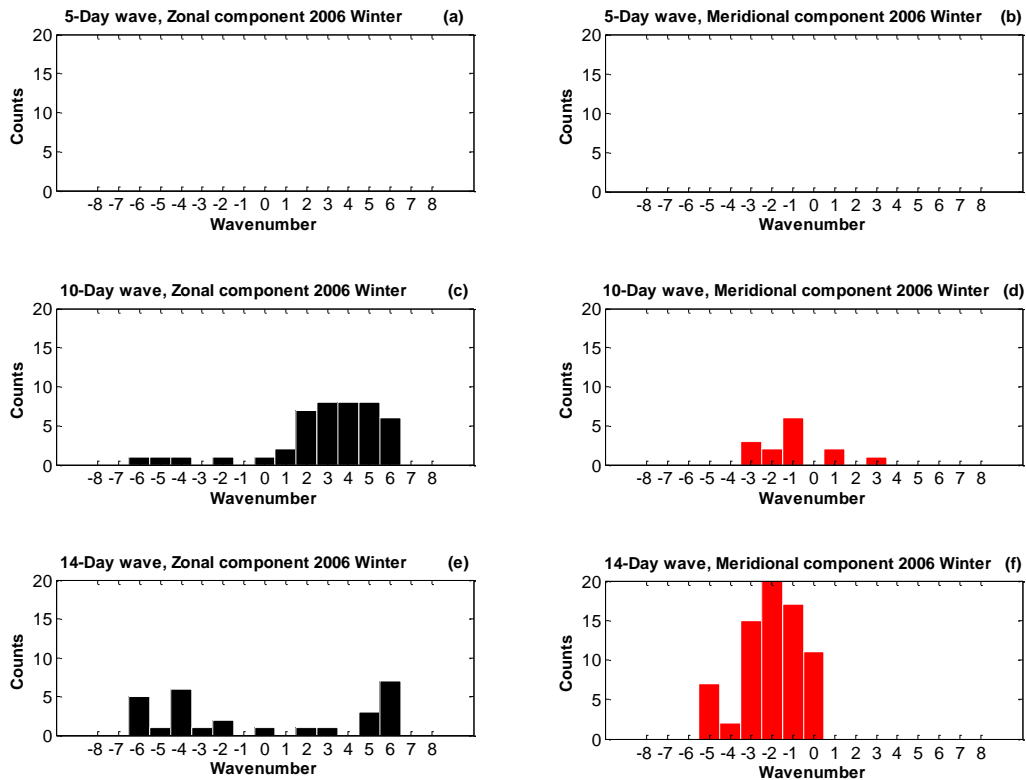 5-Day wave, Zonal component 2006 Winter (a)
20
15
10
5
0
Counts
-8 -7 -6 -5 -4 -3 -2 -1 0 1 2 3 4 5 6 7 8
Wavenumber
5-Day wave, Meridional component 2006 Winter (b)
20
15
10
5
0
Counts
-8 -7 -6 -5 -4 -3 -2 -1 0 1 2 3 4 5 6 7 8
Wavenumber
10-Day wave, Zonal component 2006 Winter (c)
20
15
10
5
0
Counts
-8 -7 -6 -5 -4 -3 -2 -1 0 1 2 3 4 5 6 7 8
Wavenumber
10-Day wave, Meridional component 2006 Winter (d)
20
15
10
5
0
Counts
-8 -7 -6 -5 -4 -3 -2 -1 0 1 2 3 4 5 6 7 8
Wavenumber
14-Day wave, Zonal component 2006 Winter (e)
20
15
10
5
0
Counts
-8 -7 -6 -5 -4 -3 -2 -1 0 1 2 3 4 5 6 7 8
Wavenumber
14-Day wave, Meridional component 2006 Winter (f)
20
15
10
5
0
Counts
-8 -7 -6 -5 -4 -3 -2 -1 0 1 2 3 4 5 6 7 8
Wavenumber